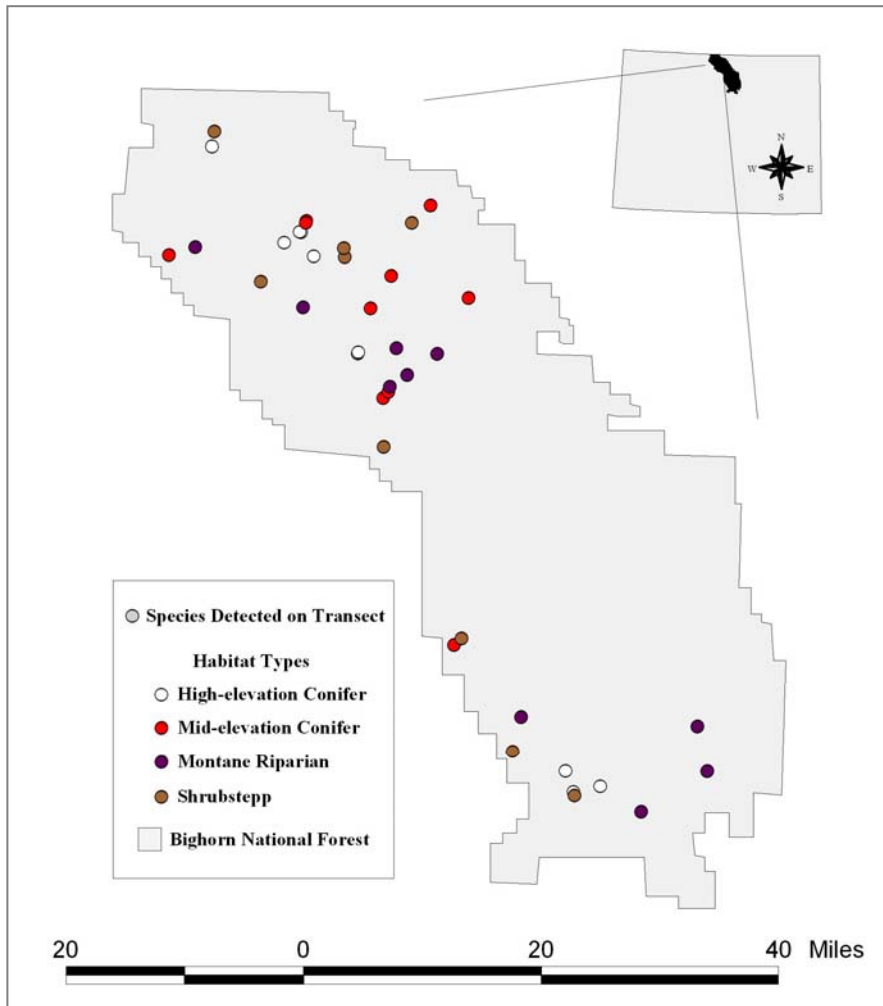 N
W E
S
Species Detected on Transect
Habitat Types
High-elevation Conifer
Mid-elevation Conifer
Montane Riparian
Shrubstepp
Bighorn National Forest
20 0 20 40 Miles